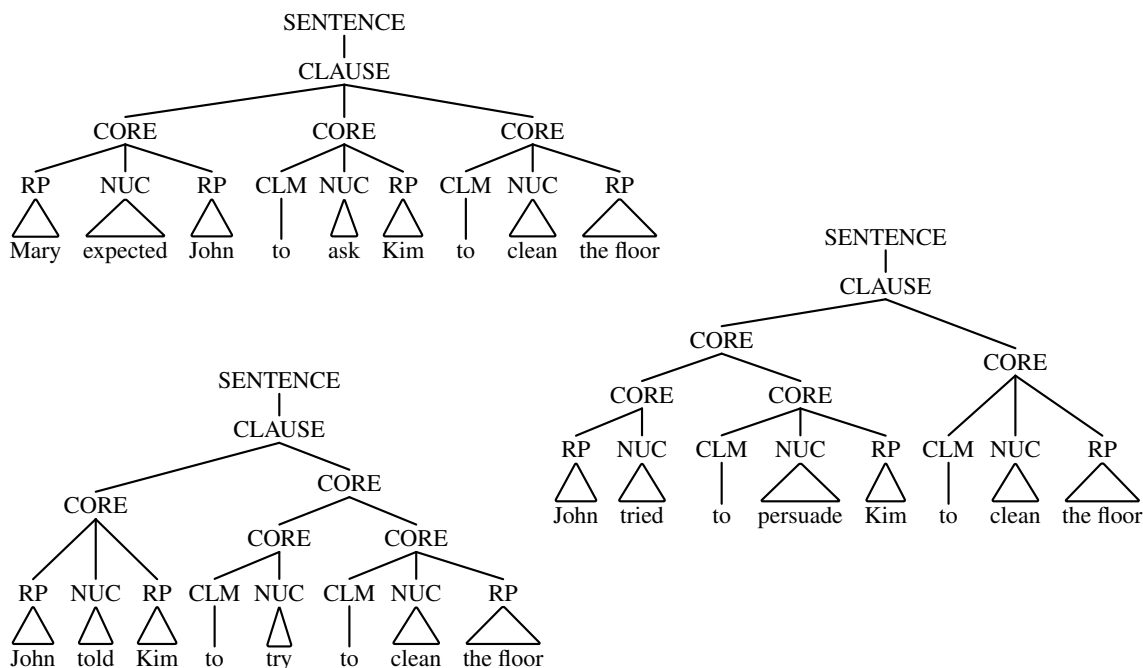 SENTENCE
CLAUSE
CORE CORE CORE
RP NUC RP CLM NUC RP CLM NUC RP
Mary expected John to ask Kim to clean the floor
SENTENCE
CLAUSE
CORE CORE
CORE CORE
RP NUC RP CLM NUC CLM NUC RP
John told Kim to try to clean the floor
SENTENCE
CLAUSE
CORE CORE
CORE CORE
RP NUC CLM NUC RP CLM NUC RP
John tried to persuade Kim to clean the floor